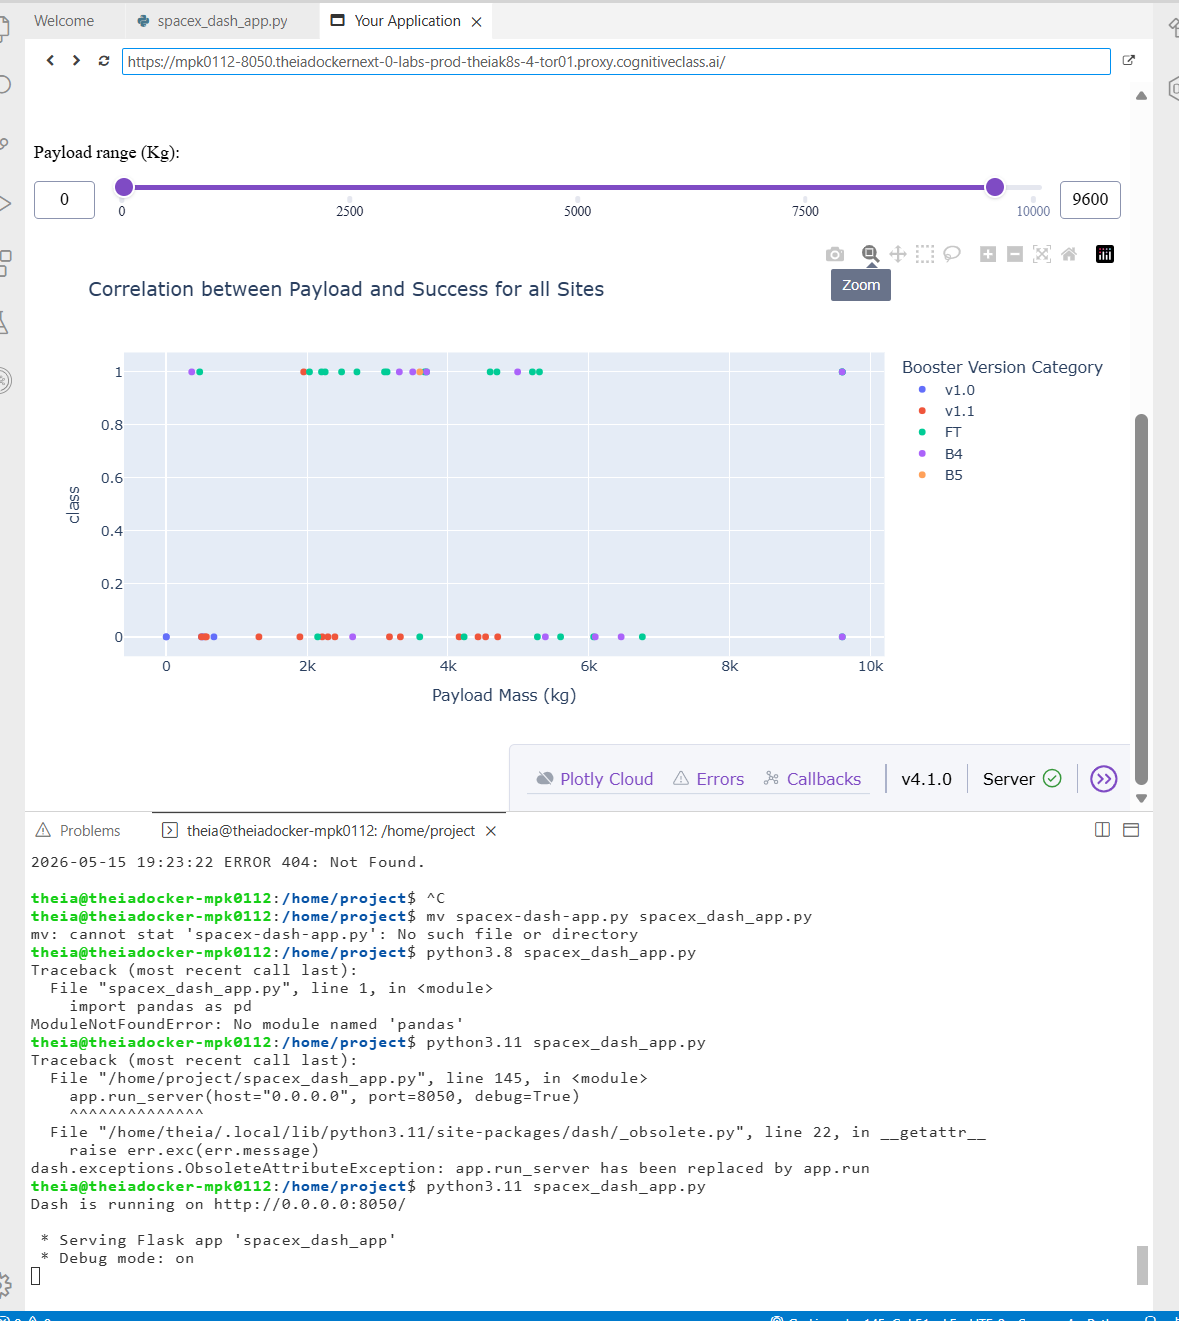 Welcome
spacex_dash_app.py
Your Application
https://mpk0112-8050.theiadockernext-0-labs-prod-theiak8s-4-tor01.proxy.cognitiveclass.ai/
Payload range (Kg):
0
9600
0
2500
5000
7500
10000
Zoom
Correlation between Payload and Success for all Sites
Booster Version Category
v1.0
v1.1
FT
B4
B5
1
0.8
0.6
0.4
0.2
0
class
0
2k
4k
6k
8k
10k
Payload Mass (kg)
Plotly Cloud
Errors
Callbacks
v4.1.0
Server
Problems
theia@theiadocker-mpk0112: /home/project
2026-05-15 19:23:22 ERROR 404: Not Found.
theia@theiadocker-mpk0112:/home/project$ ^C
theia@theiadocker-mpk0112:/home/project$ mv spacex-dash-app.py spacex_dash_app.py
mv: cannot stat 'spacex-dash-app.py': No such file or directory
theia@theiadocker-mpk0112:/home/project$ python3.8 spacex_dash_app.py
Traceback (most recent call last):
  File "spacex_dash_app.py", line 1, in <module>
    import pandas as pd
ModuleNotFoundError: No module named 'pandas'
theia@theiadocker-mpk0112:/home/project$ python3.11 spacex_dash_app.py
Traceback (most recent call last):
  File "/home/project/spacex_dash_app.py", line 145, in <module>
    app.run_server(host="0.0.0.0", port=8050, debug=True)
    ^^^^^^^^^^^^^^
  File "/home/theia/.local/lib/python3.11/site-packages/dash/_obsolete.py", line 22, in __getattr__
    raise err.exc(err.message)
dash.exceptions.ObsoleteAttributeException: app.run_server has been replaced by app.run
theia@theiadocker-mpk0112:/home/project$ python3.11 spacex_dash_app.py
Dash is running on http://0.0.0.0:8050/
 * Serving Flask app 'spacex_dash_app'
 * Debug mode: on